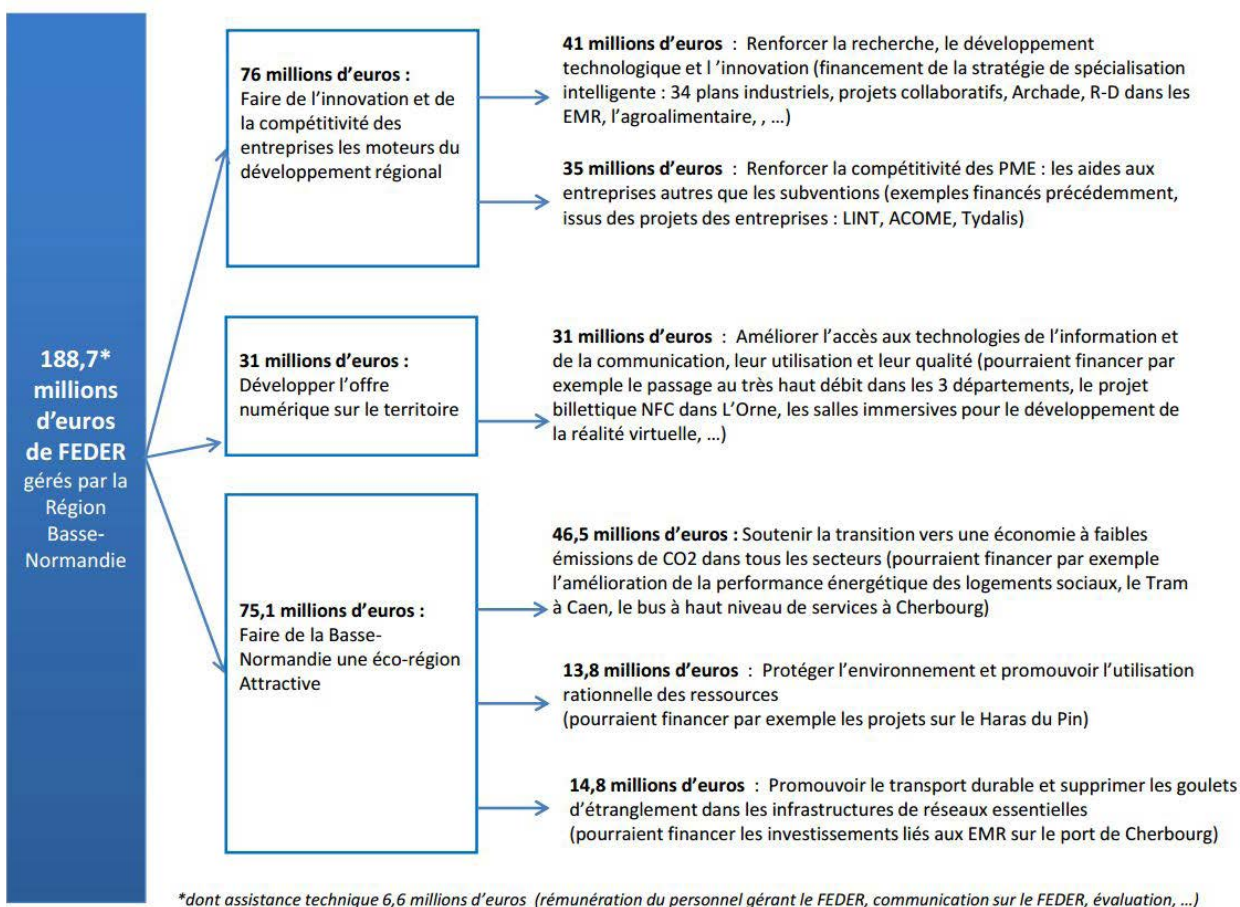 188,7*
millions
d'euros
de FEDER
gérés par la
Région
Basse-
Normandie
76 millions d'euros :
Faire de l'innovation et de
la compétitivité des
entreprises les moteurs du
développement régional
41 millions d'euros : Renforcer la recherche, le développement
technologique et l 'innovation (financement de la stratégie de spécialisation
intelligente : 34 plans industriels, projets collaboratifs, Archade, R-D dans les
EMR, l'agroalimentaire, , …)
35 millions d'euros : Renforcer la compétitivité des PME : les aides aux
entreprises autres que les subventions (exemples financés précédemment,
issus des projets des entreprises : LINT, ACOME, Tydalis)
31 millions d'euros :
Développer l'offre
numérique sur le territoire
31 millions d'euros : Améliorer l'accès aux technologies de l'information et
de la communication, leur utilisation et leur qualité (pourraient financer par
exemple le passage au très haut débit dans les 3 départements, le projet
billettique NFC dans L'Orne, les salles immersives pour le développement de
la réalité virtuelle, …)
75,1 millions d'euros :
Faire de la Basse-
Normandie une éco-région
Attractive
46,5 millions d'euros : Soutenir la transition vers une économie à faibles
émissions de CO2 dans tous les secteurs (pourraient financer par exemple
l'amélioration de la performance énergétique des logements sociaux, le Tram
à Caen, le bus à haut niveau de services à Cherbourg)
13,8 millions d'euros : Protéger l'environnement et promouvoir l'utilisation
rationnelle des ressources
(pourraient financer par exemple les projets sur le Haras du Pin)
14,8 millions d'euros : Promouvoir le transport durable et supprimer les goulets
d'étranglement dans les infrastructures de réseaux essentielles
(pourraient financer les investissements liés aux EMR sur le port de Cherbourg)
*dont assistance technique 6,6 millions d'euros (rémunération du personnel gérant le FEDER, communication sur le FEDER, évaluation, …)